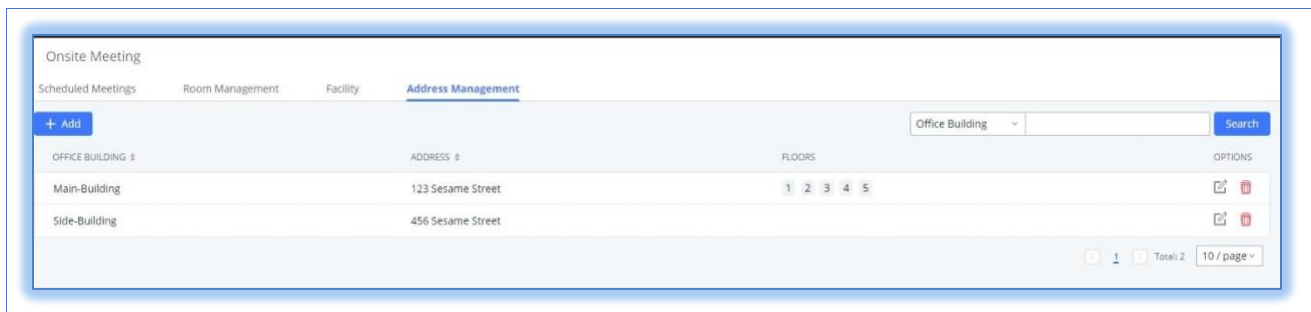 Onsite Meeting
Scheduled Meetings Room Management Facility Address Management
+ Add Office Building Search
OFFICE BUILDING ADDRESS FLOORS OPTIONS
Main-Building 123 Sesame Street 1 2 3 4 5
Side-Building 456 Sesame Street
1 Total: 2 10 / page